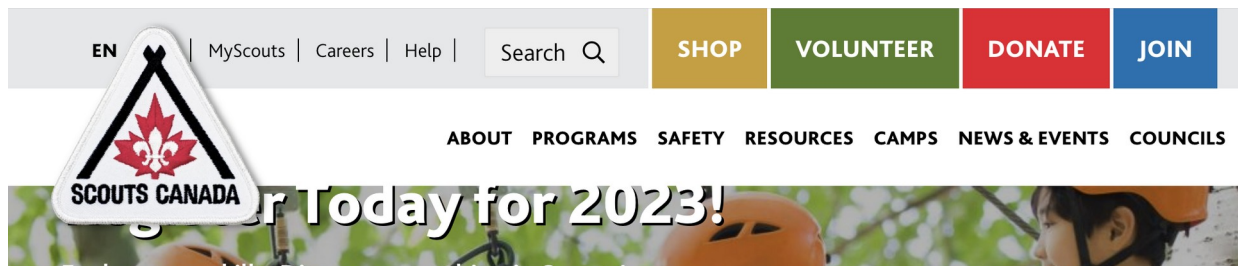 EN | MyScouts | Careers | Help | Search SHOP VOLUNTEER DONATE JOIN
ABOUT PROGRAMS SAFETY RESOURCES CAMPS NEWS & EVENTS COUNCILS
SCOUTS CANADA
Today for 2023!